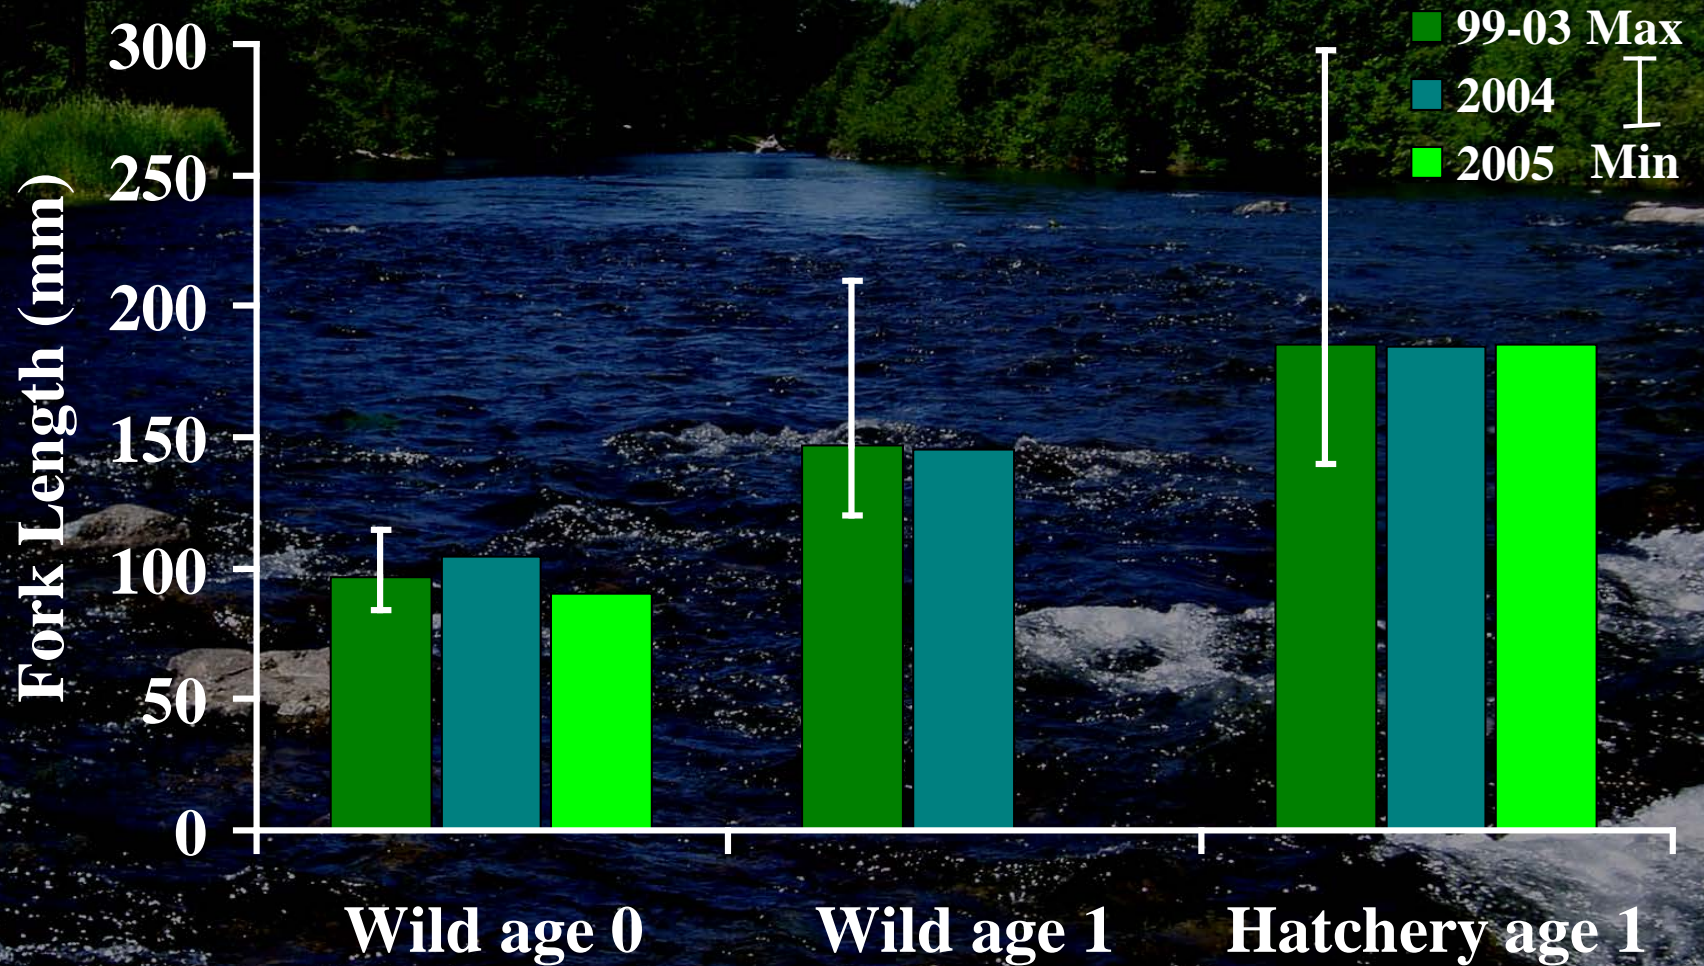 300
250
200
150
100
50
0
Fork Length (mm)
99-03 Max
2004
2005 Min
Wild age 0
Wild age 1
Hatchery age 1